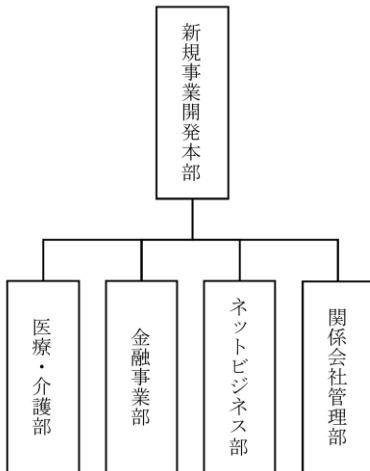 新規事業開発本部
医療・介護部
金融事業部
ネットビジネス部
関係会社管理部